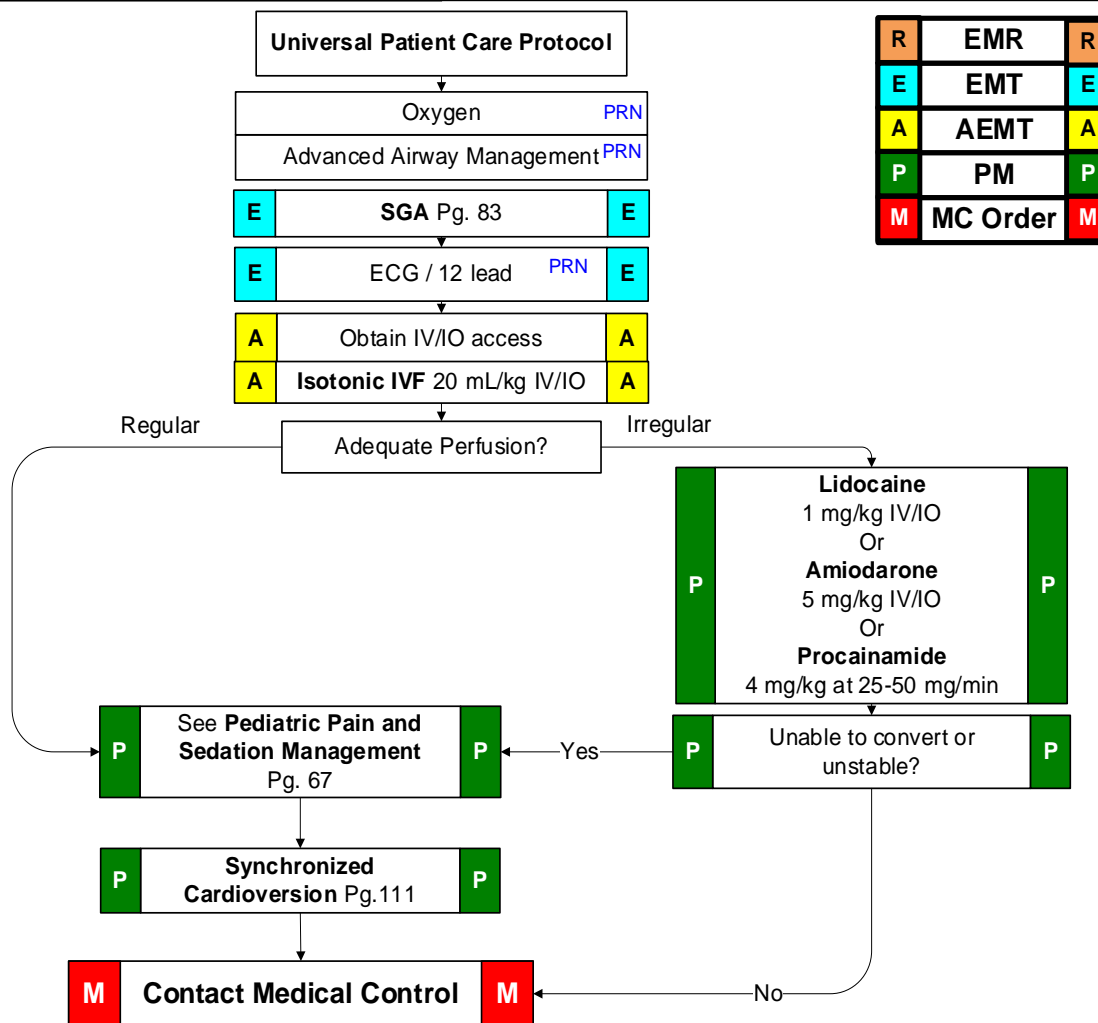 Universal Patient Care Protocol
R EMR R
E EMT E
A AEMT A
P PM P
M MC Order M
Oxygen PRN
Advanced Airway Management PRN
E SGA Pg. 83 E
E ECG / 12 lead PRN E
A Obtain IV/IO access A
A Isotonic IVF 20 mL/kg IV/IO A
Regular
Adequate Perfusion?
Irregular
P
Lidocaine
1 mg/kg IV/IO
Or
Amiodarone
5 mg/kg IV/IO
Or
Procainamide
4 mg/kg at 25-50 mg/min
P
P
See Pediatric Pain and
Sedation Management
Pg. 67
P
Yes
P
Unable to convert or
unstable?
P
P
Synchronized
Cardioversion Pg.111
P
M Contact Medical Control M
No